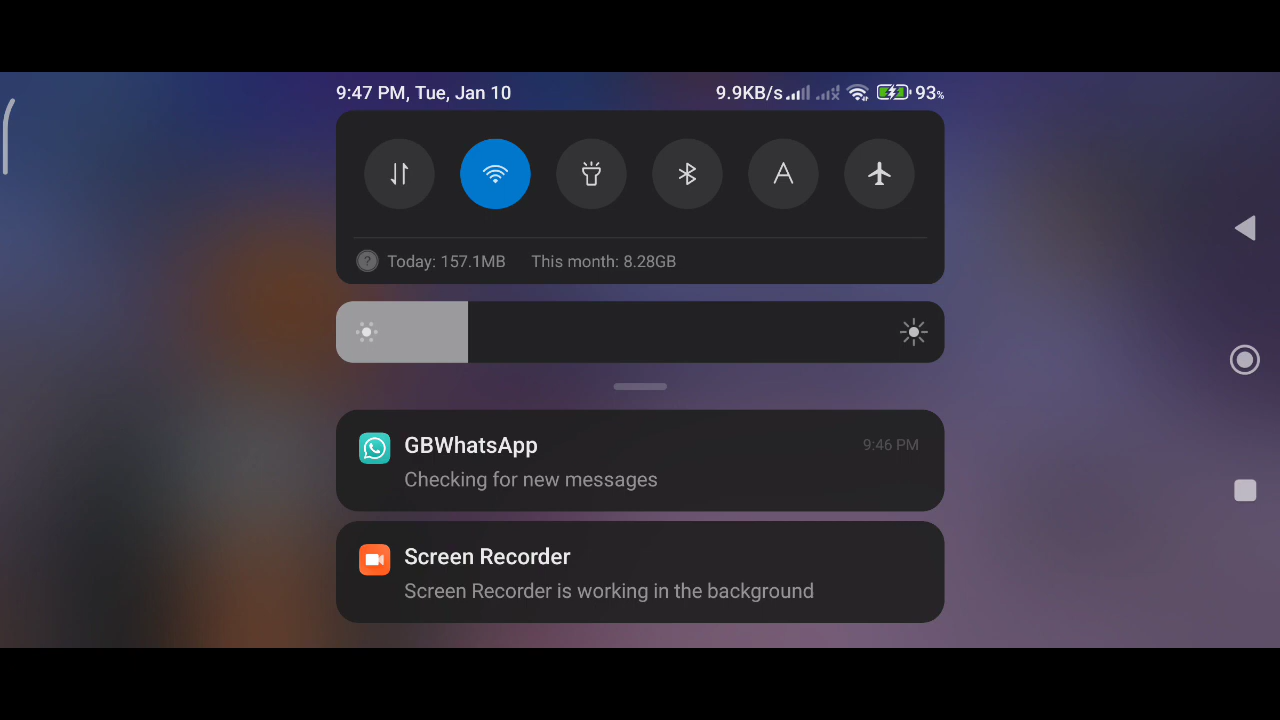 9:47 PM, Tue, Jan 10
9.9KB/s 93%
Today: 157.1MB This month: 8.28GB
GBWhatsApp 9:46 PM
Checking for new messages
Screen Recorder
Screen Recorder is working in the background